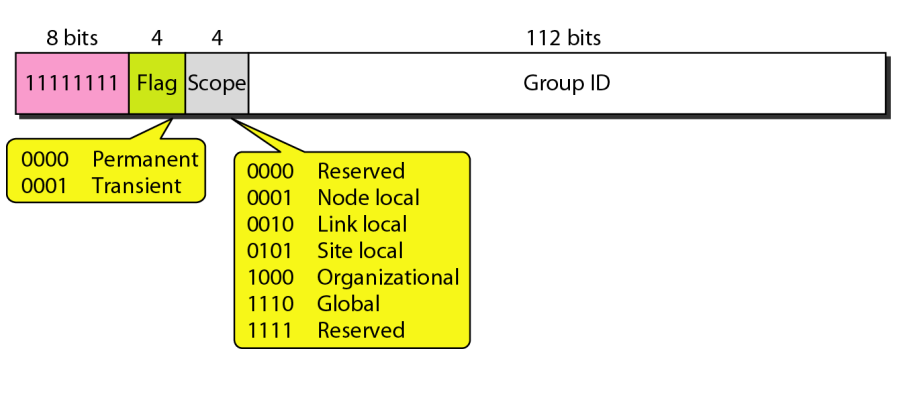 8 bits 4 4 112 bits
11111111 Flag Scope Group ID
0000 Permanent
0001 Transient
0000 Reserved
0001 Node local
0010 Link local
0101 Site local
1000 Organizational
1110 Global
1111 Reserved